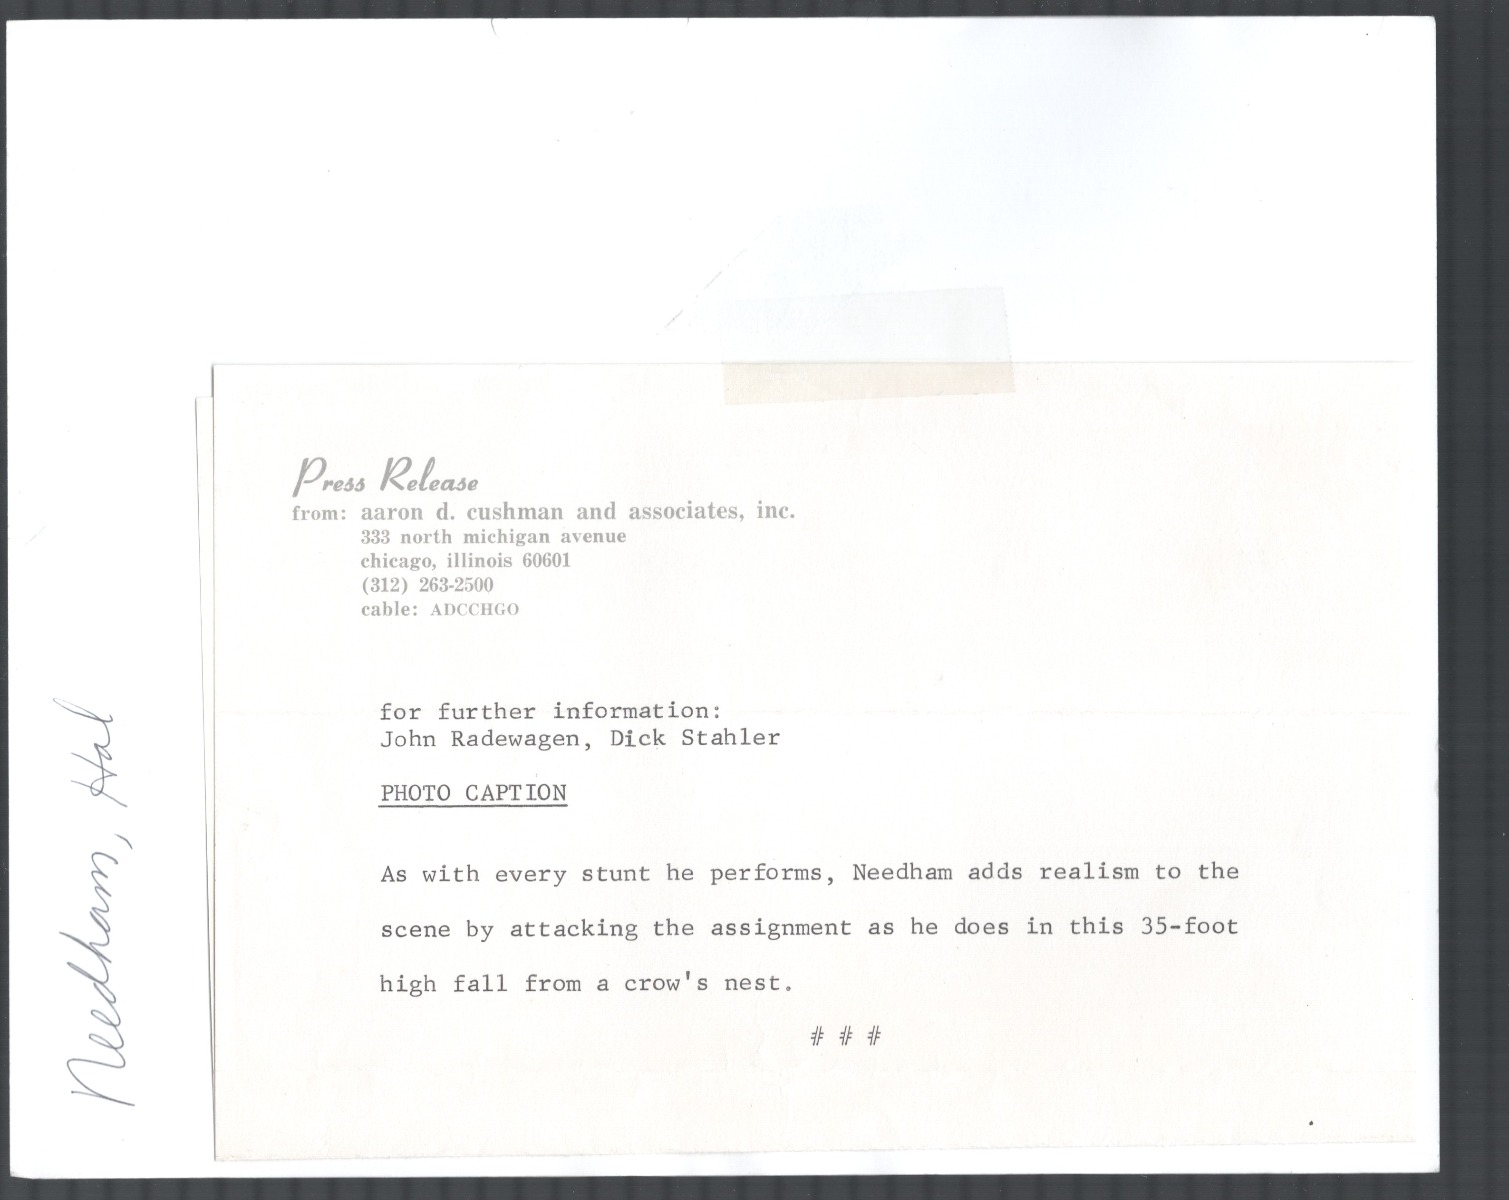 Press Release
from: aaron d. cushman and associates, inc.
333 north michigan avenue
chicago, illinois 60601
(312) 263-2500
cable: ADCCHGO
for further information:
John Radewagen, Dick Stahler
PHOTO CAPTION
As with every stunt he performs, Needham adds realism to the
scene by attacking the assignment as he does in this 35-foot
high fall from a crow's nest.
# # #
Needham, Hal